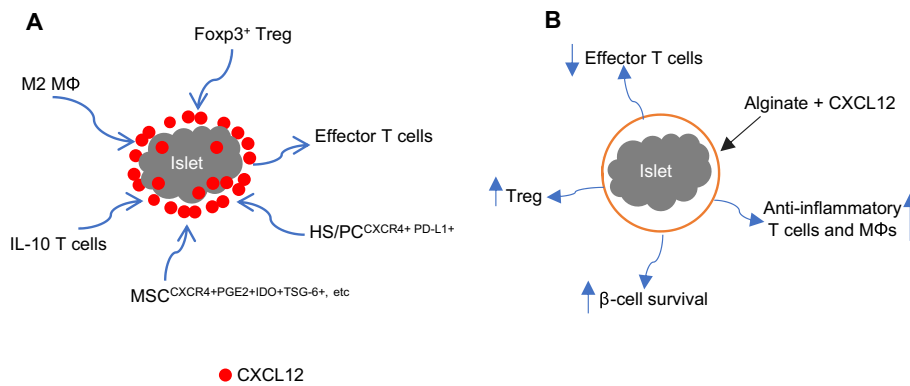 A
Foxp3⁺ Treg
M2 MΦ
Effector T cells
Islet
IL-10 T cells
HS/PC^CXCR4+ PD-L1+
MSC^CXCR4+PGE2+IDO+TSG-6+, etc
CXCL12
B
Effector T cells
Alginate + CXCL12
Islet
Treg
Anti-inflammatory
T cells and MΦs
β-cell survival